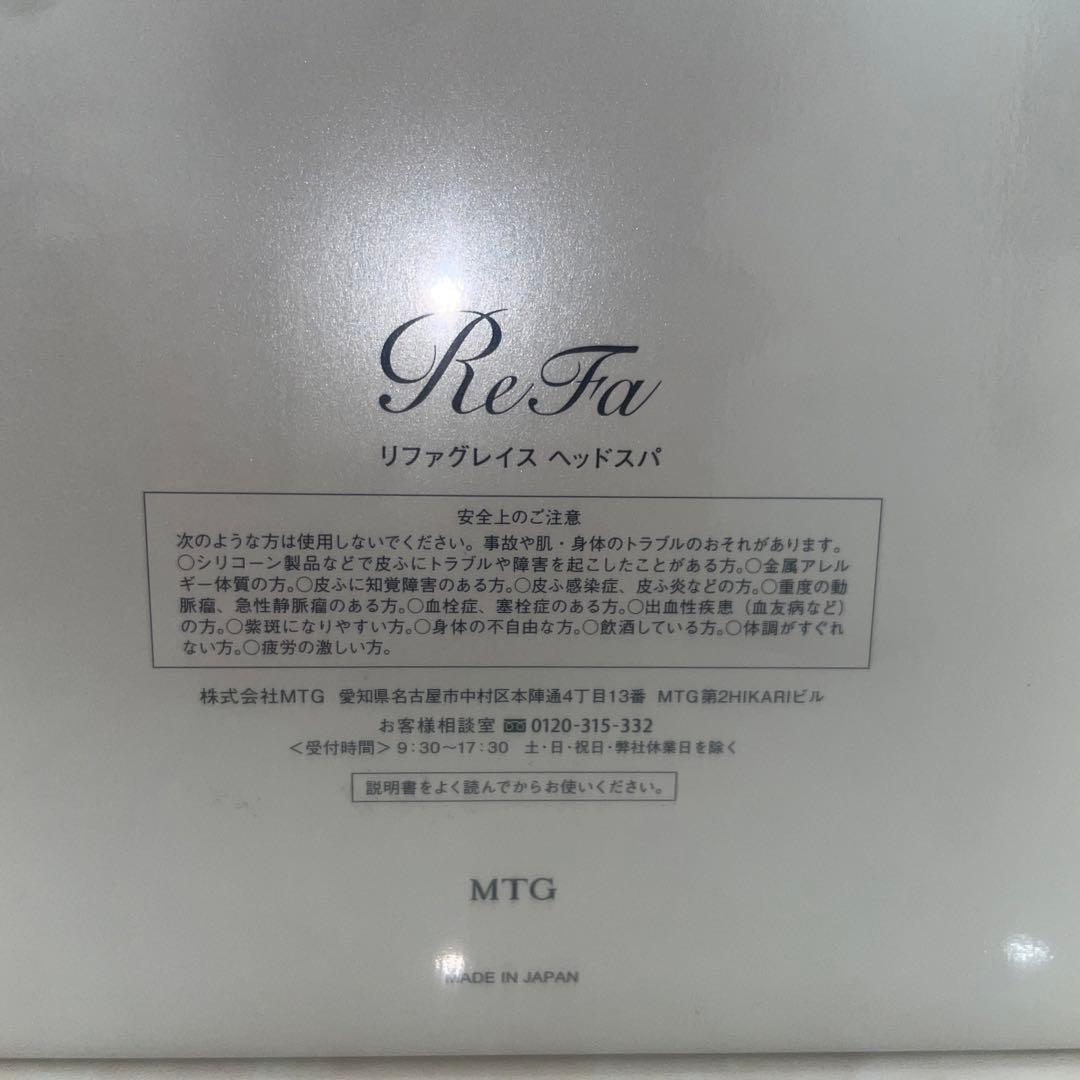 ReFa
リファグレイス ヘッドスパ
安全上のご注意
次のような方は使用しないでください。事故や肌・身体のトラブルのおそれがあります。
○シリコーン製品などで皮ふにトラブルや障害を起こしたことがある方。○金属アレル
ギー体質の方。○皮ふに知覚障害のある方。○皮ふ感染症、皮ふ炎などの方。○重度の動
脈瘤、急性静脈瘤のある方。○血栓症、塞栓症のある方。○出血性疾患（血友病など）
の方。○紫斑になりやすい方。○身体の不自由な方。○飲酒している方。○体調がすぐれ
ない方。○疲労の激しい方。
株式会社MTG 愛知県名古屋市中村区本陣通4丁目13番 MTG第2HIKARIビル
お客様相談室 0120-315-332
＜受付時間＞9:30～17:30 土・日・祝日・弊社休業日を除く
説明書をよく読んでからお使いください。
MTG
MADE IN JAPAN